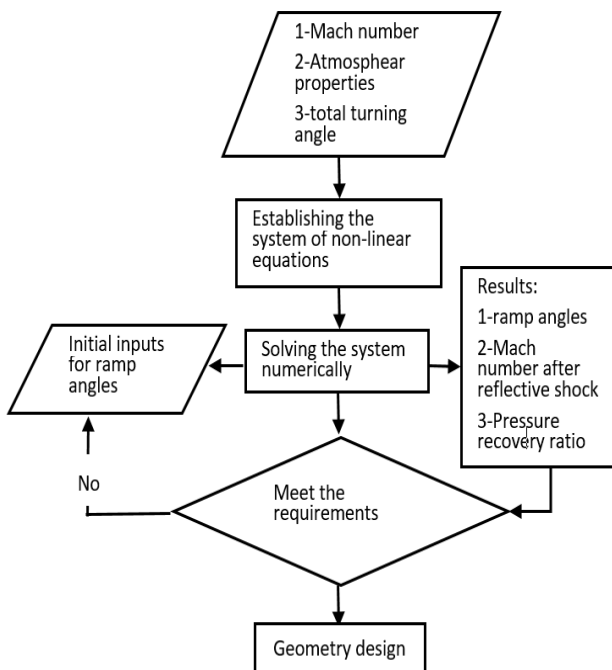 1-Mach number
2-Atmosphear
properties
3-total turning
angle
Establishing the
system of non-linear
equations
Initial inputs
for ramp
angles
Solving the system
numerically
Results:
1-ramp angles
2-Mach
number after
reflective shock
3-Pressure
recovery ratio
No
Meet the
requirements
Geometry design